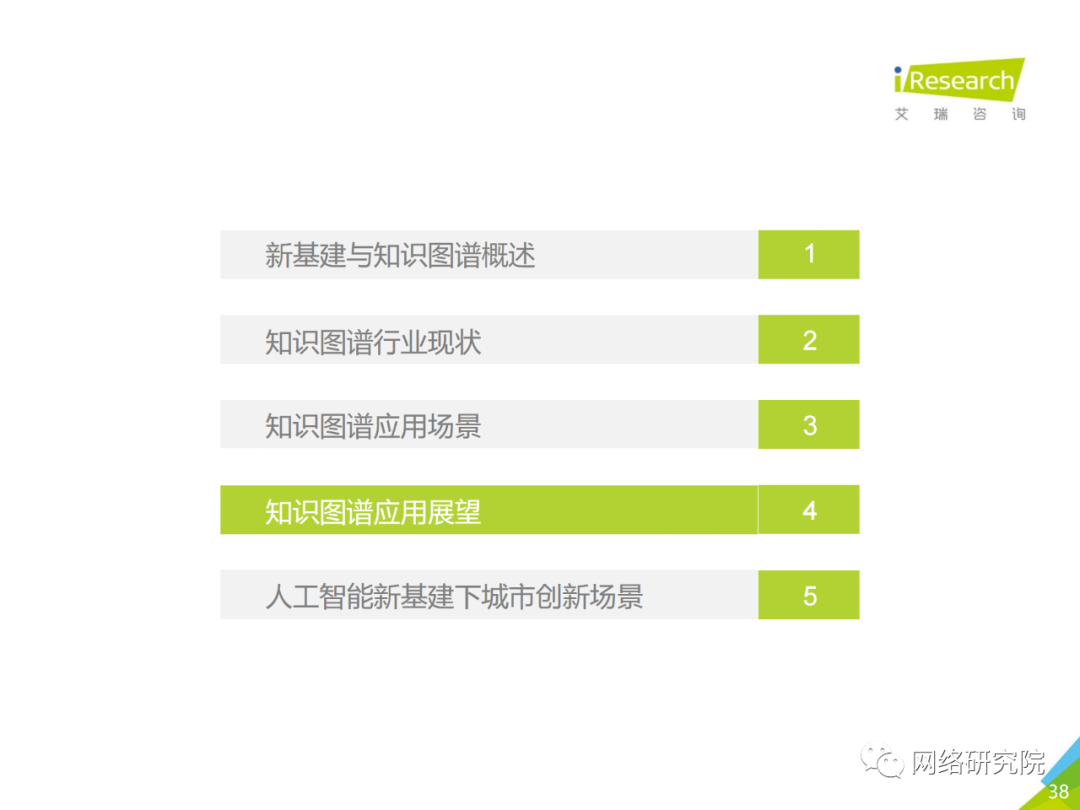 iResearch
艾瑞咨询
新基建与知识图谱概述 1
知识图谱行业现状 2
知识图谱应用场景 3
知识图谱应用展望 4
人工智能新基建下城市创新场景 5
网络研究院
38